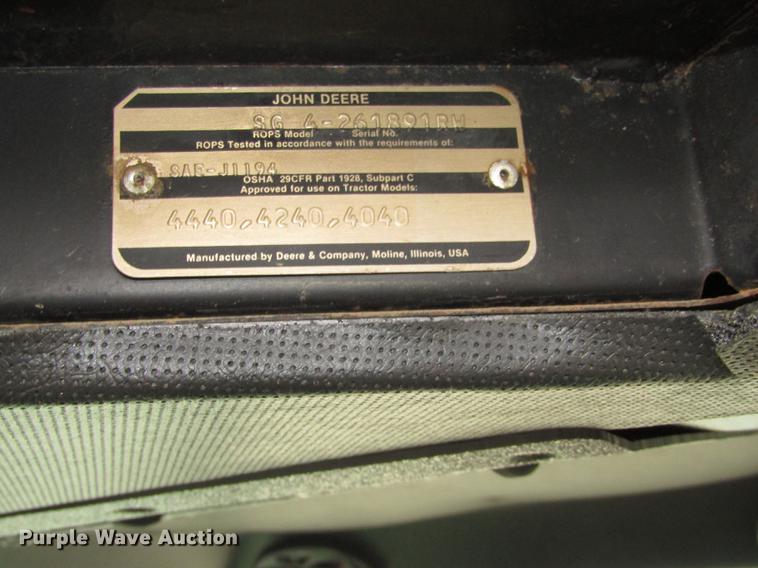 JOHN DEERE
SG 4-261891RW
ROPS Model Serial No.
ROPS Tested in accordance with the requirements of:
SAE-J1194
OSHA 29CFR Part 1928, Subpart C
Approved for use on Tractor Models:
4440,4240,4040
Manufactured by Deere & Company, Moline, Illinois, USA
Purple Wave Auction